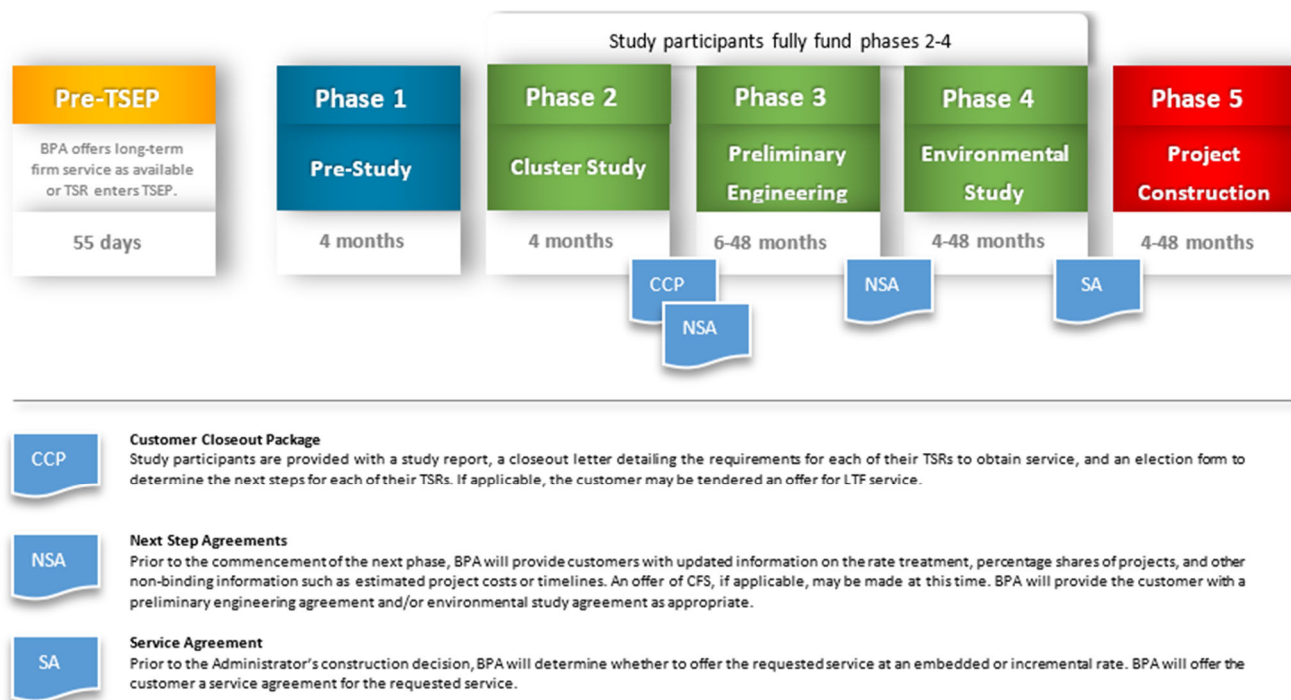 Study participants fully fund phases 2-4
Pre-TSEP
BPA offers long-term
firm service as available
or TSR enters TSEP.
55 days
Phase 1
Pre-Study
4 months
Phase 2
Cluster Study
4 months
Phase 3
Preliminary
Engineering
6-48 months
Phase 4
Environmental
Study
4-48 months
Phase 5
Project
Construction
4-48 months
CCP
NSA
NSA
SA
CCP
Customer Closeout Package
Study participants are provided with a study report, a closeout letter detailing the requirements for each of their TSRs to obtain service, and an election form to
determine the next steps for each of their TSRs. If applicable, the customer may be tendered an offer for LTF service.
NSA
Next Step Agreements
Prior to the commencement of the next phase, BPA will provide customers with updated information on the rate treatment, percentage shares of projects, and other
non-binding information such as estimated project costs or timelines. An offer of CFS, if applicable, may be made at this time. BPA will provide the customer with a
preliminary engineering agreement and/or environmental study agreement as appropriate.
SA
Service Agreement
Prior to the Administrator's construction decision, BPA will determine whether to offer the requested service at an embedded or incremental rate. BPA will offer the
customer a service agreement for the requested service.